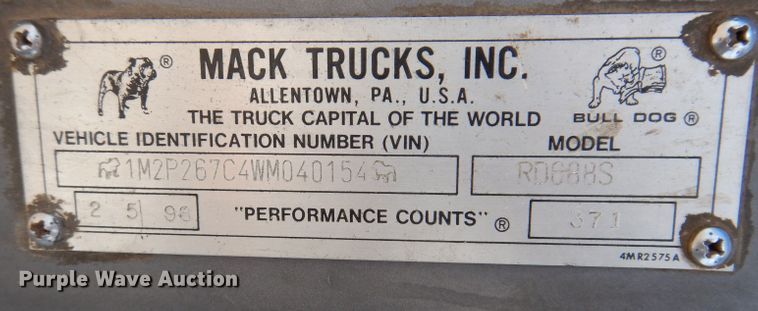 MACK TRUCKS, INC.
ALLENTOWN, PA., U.S.A.
THE TRUCK CAPITAL OF THE WORLD
® BULL DOG ®
VEHICLE IDENTIFICATION NUMBER (VIN) MODEL
1M2P267C4WM040154 RD688S
2 5 98 "PERFORMANCE COUNTS" ® 371
4MR2575A
Purple Wave Auction